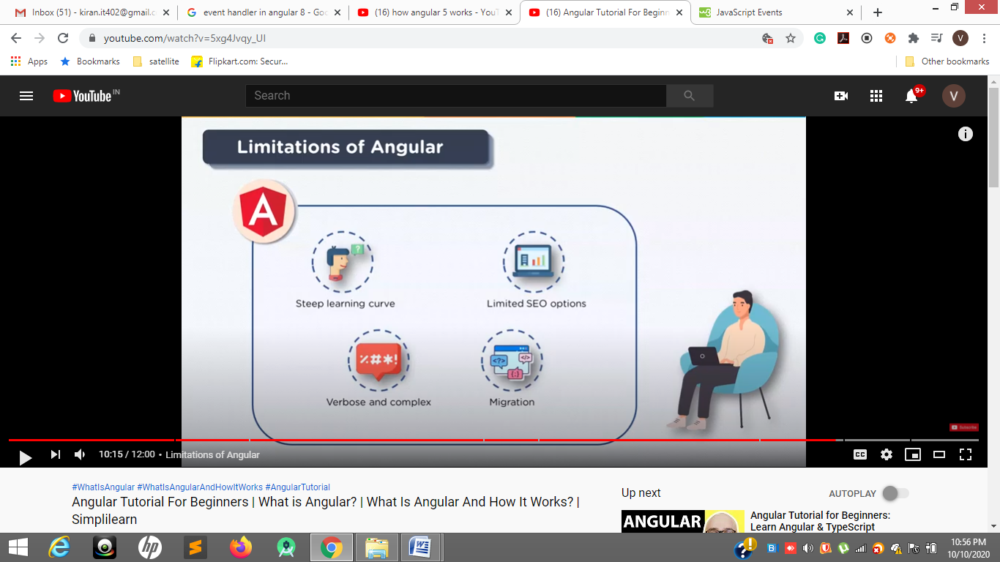 Inbox (51) - kiran.it402@gmail.c
event handler in angular 8 - Goo
(16) how angular 5 works - YouT
(16) Angular Tutorial For Beginn
JavaScript Events
youtube.com/watch?v=5xg4Jvqy_UI
V
Apps
Bookmarks
satellite
Flipkart.com: Secur...
Other bookmarks
YouTube IN
Search
9+
V
Limitations of Angular
A
?
Steep learning curve
Limited SEO options
%#*!
<?>
</>
{;}
Verbose and complex
Migration
Subscribe
10:15 / 12:00 • Limitations of Angular
CC
#WhatIsAngular #WhatIsAngularAndHowItWorks #AngularTutorial
Angular Tutorial For Beginners | What is Angular? | What Is Angular And How It Works? |
Simplilearn
Up next
AUTOPLAY
ANGULAR
Angular Tutorial for Beginners:
Learn Angular & TypeScript
10:56 PM
10/10/2020